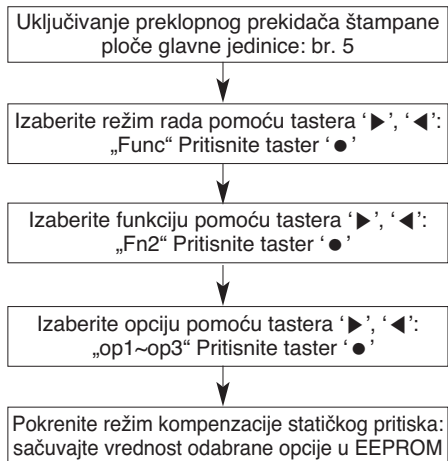 Uključivanje preklopnog prekidača štampane
ploče glavne jedinice: br. 5
Izaberite režim rada pomoću tastera ‘▶’, ‘◀’:
„Func“ Pritisnite taster ‘●’
Izaberite funkciju pomoću tastera ‘▶’, ‘◀’:
„Fn2“ Pritisnite taster ‘●’
Izaberite opciju pomoću tastera ‘▶’, ‘◀’:
„op1~op3“ Pritisnite taster ‘●’
Pokrenite režim kompenzacije statičkog pritiska:
sačuvajte vrednost odabrane opcije u EEPROM